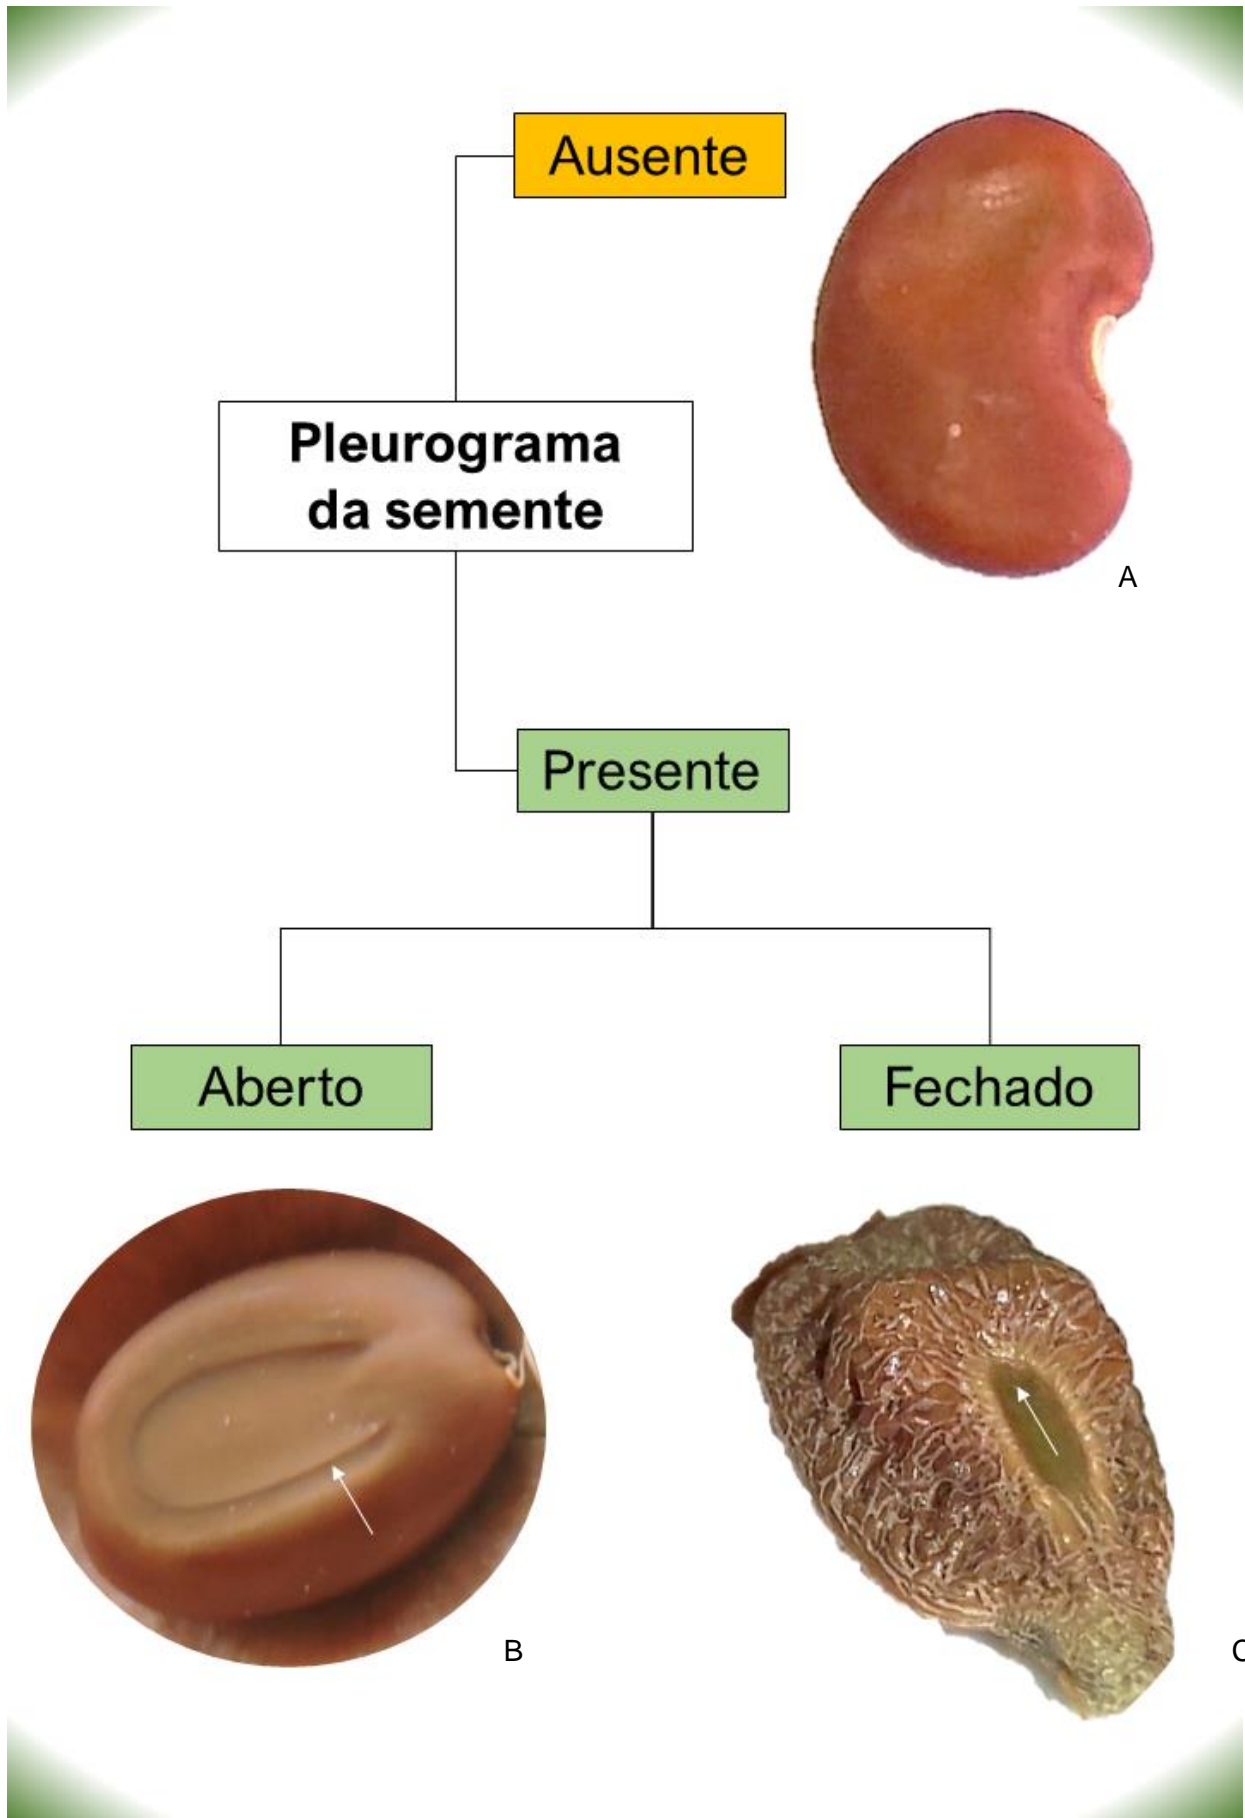 Ausente
Pleurograma
da semente
A
Presente
Aberto
Fechado
B
C